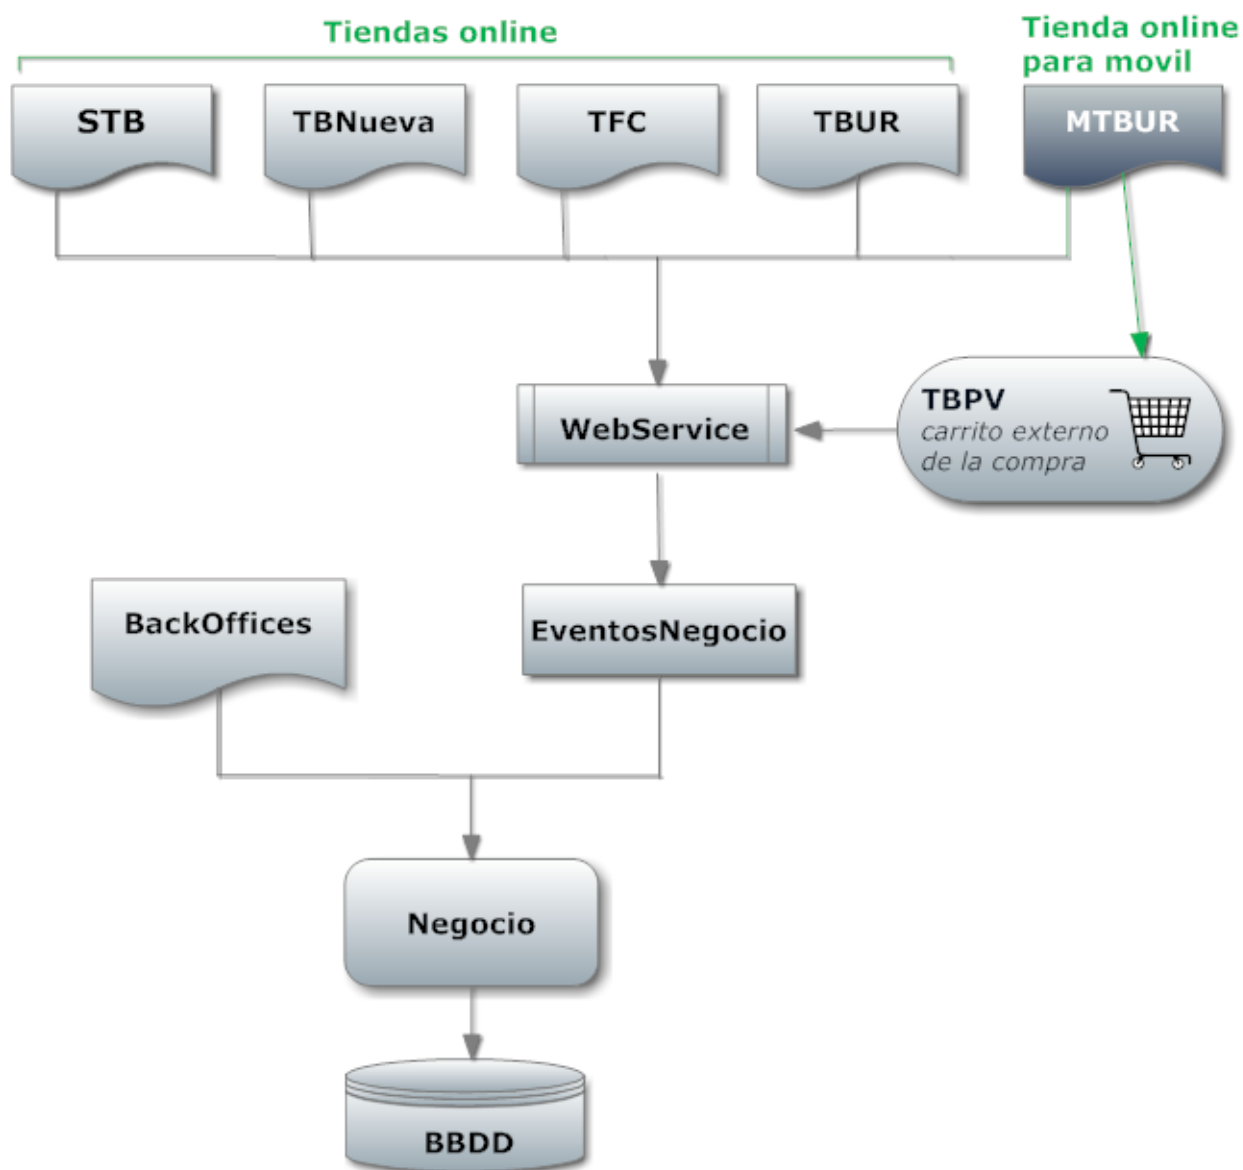 Tiendas online
Tienda online
para movil
STB
TBNueva
TFC
TBUR
MTBUR
TBPV
carrito externo
de la compra
WebService
BackOffices
EventosNegocio
Negocio
BBDD